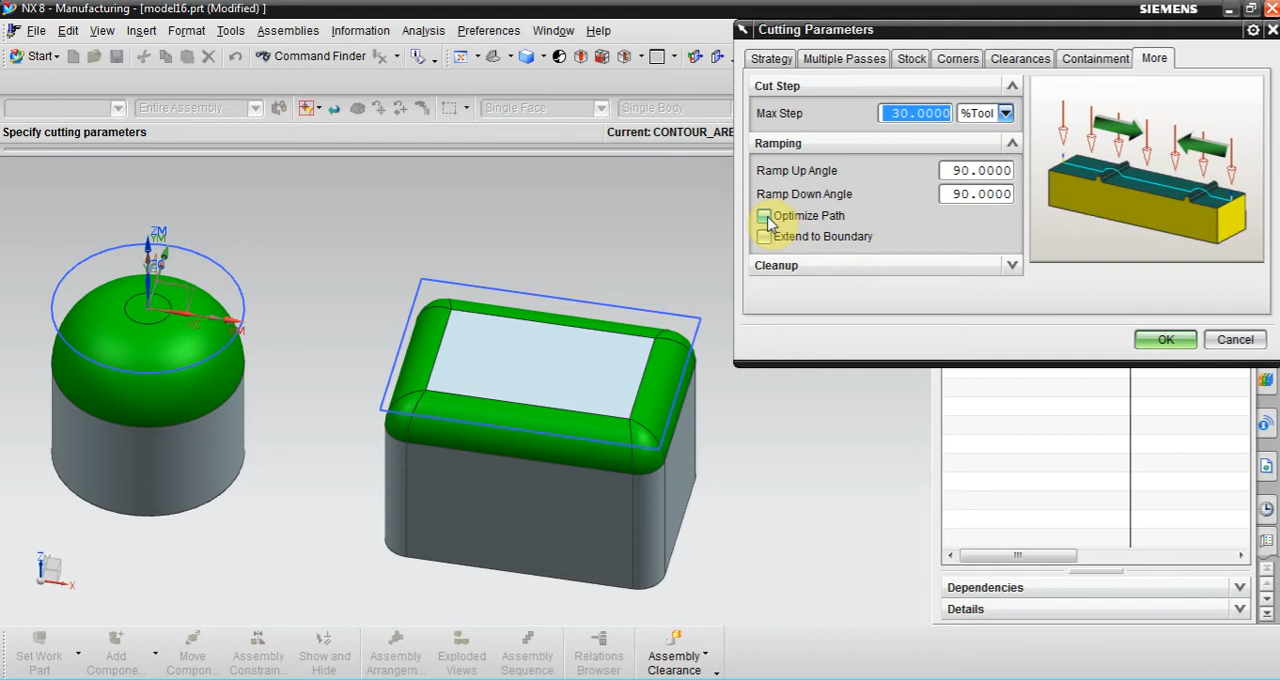 NX 8 - Manufacturing - [model16.prt (Modified) ]
SIEMENS
File Edit View Insert Format Tools Assemblies Information Analysis Preferences Window Help
Start Command Finder
Entire Assembly Single Face Single Body
Specify cutting parameters
Current: CONTOUR_ARE
Cutting Parameters
Strategy Multiple Passes Stock Corners Clearances Containment More
Cut Step
Max Step 30.0000 %Tool
Ramping
Ramp Up Angle 90.0000
Ramp Down Angle 90.0000
Optimize Path
Extend to Boundary
Cleanup
OK Cancel
ZM
YM
X
Dependencies
Details
Set Work Part
Add Compone...
Move Compon...
Assembly Constrain...
Show and Hide
Assembly Arrangem...
Exploded Views
Assembly Sequence
Relations Browser
Assembly Clearance